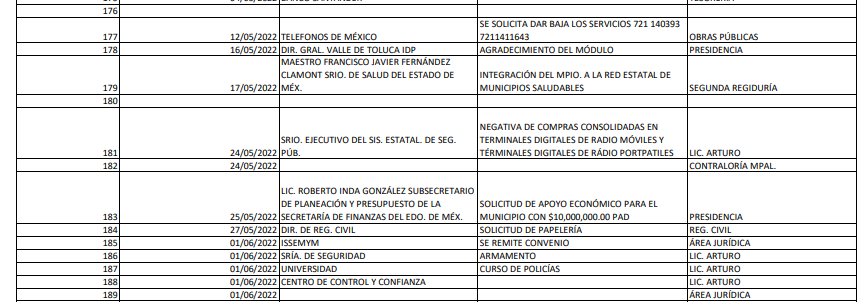 176
SE SOLICITA DAR BAJA LOS SERVICIOS 721 140393
177 12/05/2022 TELEFONOS DE MÉXICO 7211411643 OBRAS PÚBLICAS
178 16/05/2022 DIR. GRAL. VALLE DE TOLUCA IDP AGRADECIMIENTO DEL MÓDULO PRESIDENCIA
MAESTRO FRANCISCO JAVIER FERNÁNDEZ
CLAMONT SRIO. DE SALUD DEL ESTADO DE INTEGRACIÓN DEL MPIO. A LA RED ESTATAL DE
179 17/05/2022 MÉX. MUNICIPIOS SALUDABLES SEGUNDA REGIDURÍA
180
NEGATIVA DE COMPRAS CONSOLIDADAS EN
SRIO. EJECUTIVO DEL SIS. ESTATAL. DE SEG. TERMINALES DIGITALES DE RADIO MÓVILES Y
181 24/05/2022 PÚB. TÉRMINALES DIGITALES DE RÁDIO PORTPATILES LIC. ARTURO
182 24/05/2022 CONTRALORÍA MPAL.
LIC. ROBERTO INDA GONZÁLEZ SUBSECRETARIO
DE PLANEACIÓN Y PRESUPUESTO DE LA SOLICITUD DE APOYO ECONÓMICO PARA EL
183 25/05/2022 SECRETARÍA DE FINANZAS DEL EDO. DE MÉX. MUNICIPIO CON $10,000,000.00 PAD PRESIDENCIA
184 27/05/2022 DIR. DE REG. CIVIL SOLICITUD DE PAPELERÍA REG. CIVIL
185 01/06/2022 ISSEMYM SE REMITE CONVENIO ÁREA JURÍDICA
186 01/06/2022 SRÍA. DE SEGURIDAD ARMAMENTO LIC. ARTURO
187 01/06/2022 UNIVERSIDAD CURSO DE POLICÍAS LIC. ARTURO
188 01/06/2022 CENTRO DE CONTROL Y CONFIANZA LIC. ARTURO
189 01/06/2022 ÁREA JURÍDICA